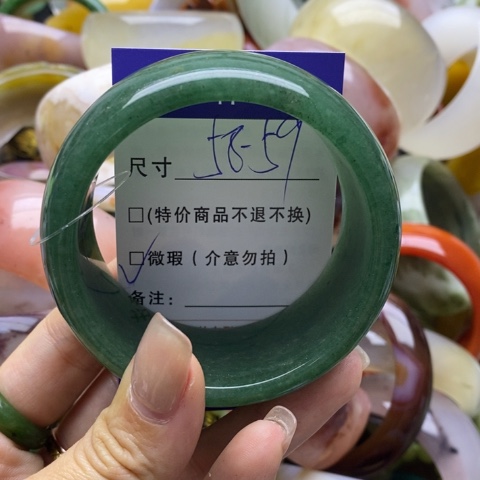 尺寸 58-59
□(特价商品不退不换)
□微瑕(介意勿拍)
备注: